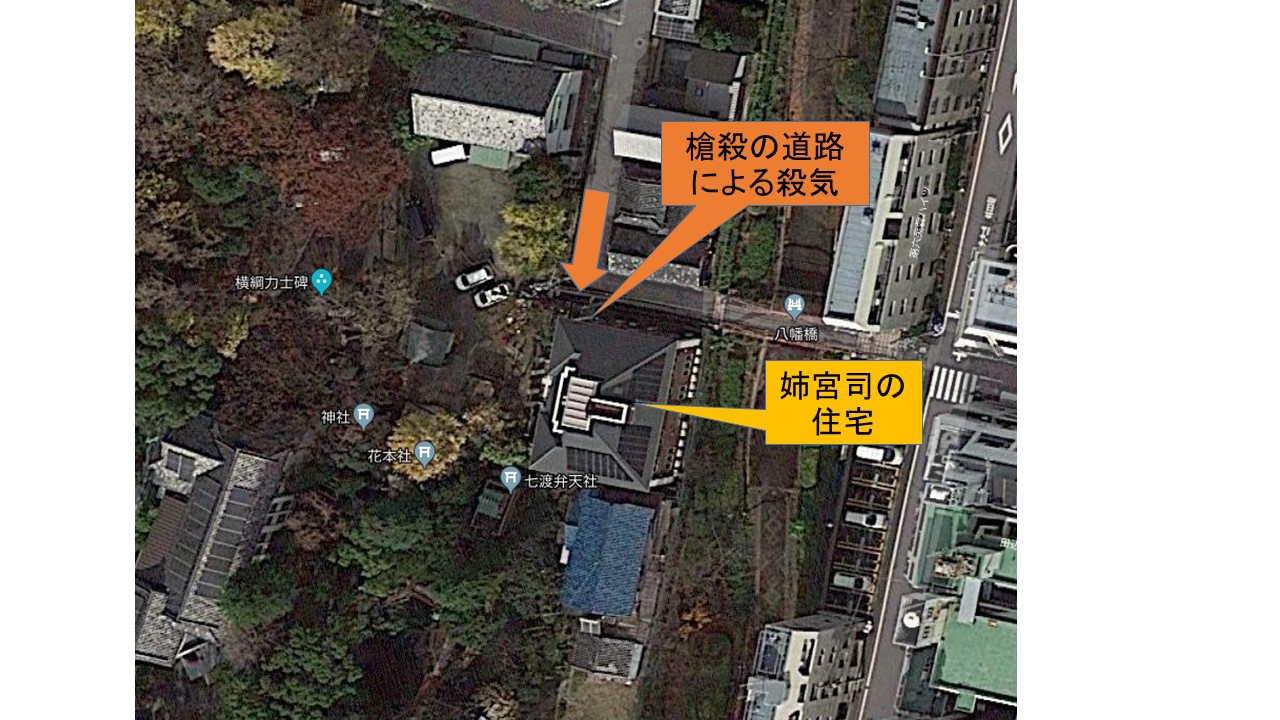 槍殺の道路
による殺気
横綱力士碑
八幡橋
姉宮司の
住宅
神社
花本社
七渡弁天社